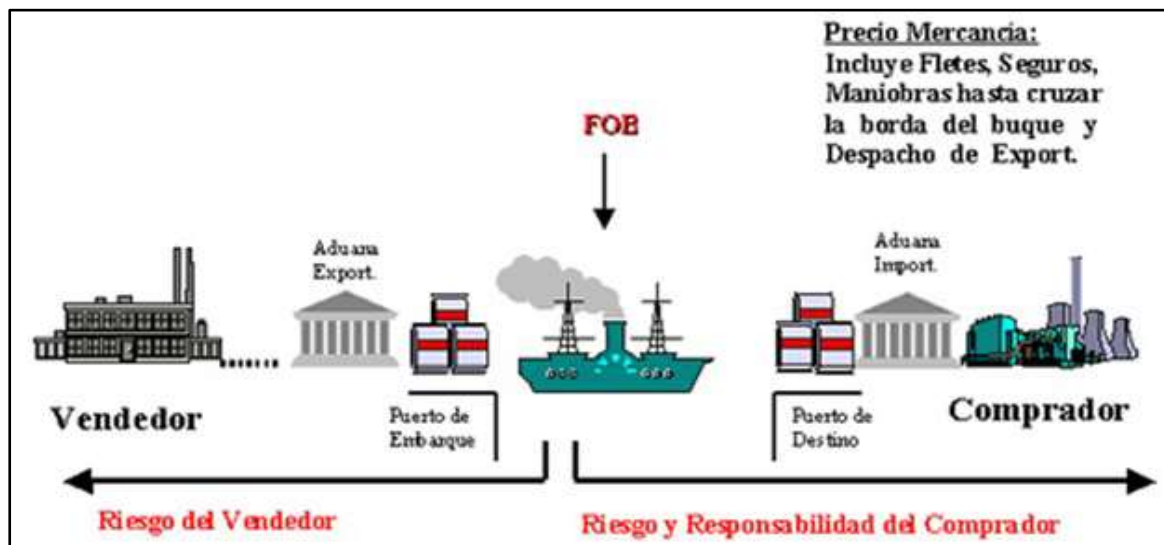 Precio Mercancía:
Incluye Fletes, Seguros,
Maniobras hasta cruzar
la borda del buque y
Despacho de Export.
FOB
Aduana
Export.
Aduana
Import.
Vendedor
Puerto de
Embarque
Puerto de
Destino
Comprador
Riesgo del Vendedor
Riesgo y Responsabilidad del Comprador